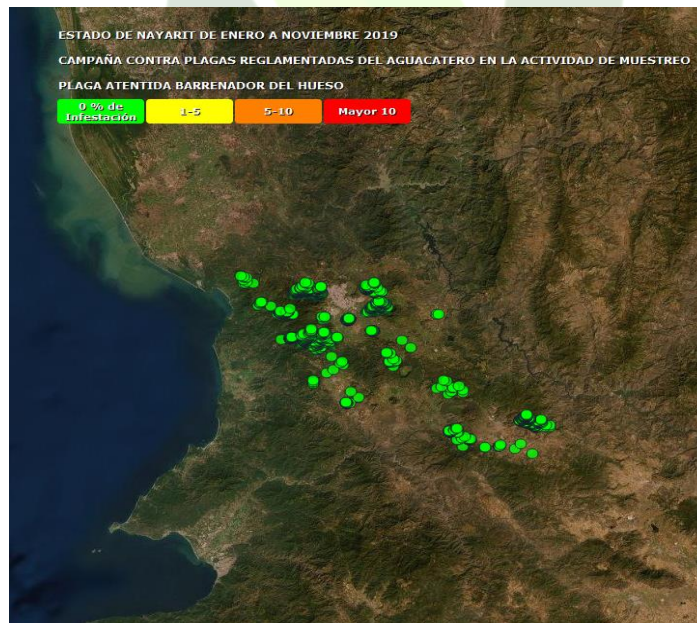 ESTADO DE NAYARIT DE ENERO A NOVIEMBRE 2019
CAMPAÑA CONTRA PLAGAS REGLAMENTADAS DEL AGUACATERO EN LA ACTIVIDAD DE MUESTREO
PLAGA ATENTIDA BARRENADOR DEL HUESO
0 % de
Infestación
1-5
5-10
Mayor 10